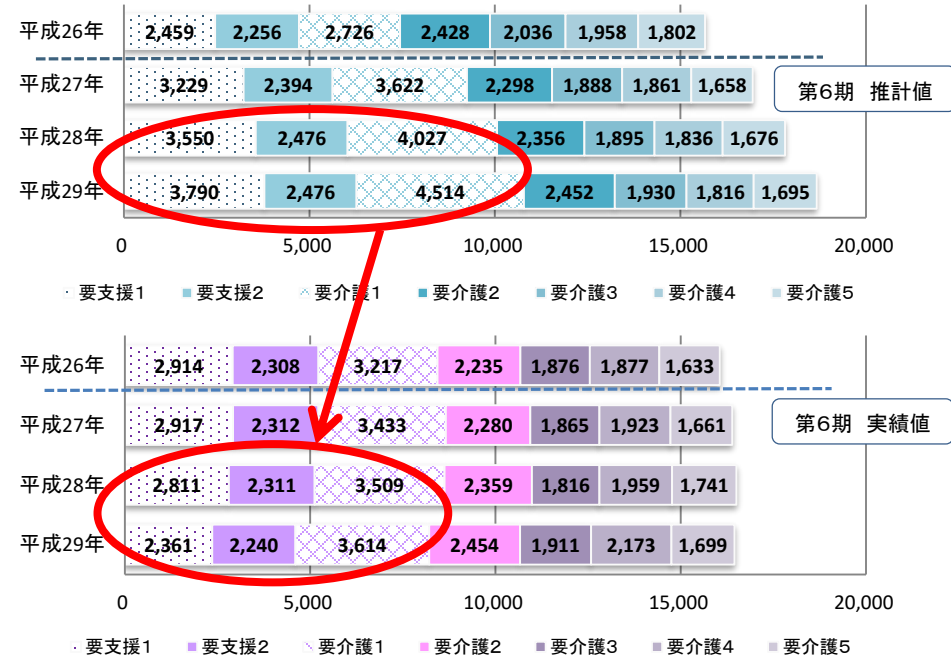 平成26年 2,459 2,256 2,726 2,428 2,036 1,958 1,802
平成27年 3,229 2,394 3,622 2,298 1,888 1,861 1,658
第6期 推計値
平成28年 3,550 2,476 4,027 2,356 1,895 1,836 1,676
平成29年 3,790 2,476 4,514 2,452 1,930 1,816 1,695
0 5,000 10,000 15,000 20,000
要支援1 要支援2 要介護1 要介護2 要介護3 要介護4 要介護5
平成26年 2,914 2,308 3,217 2,235 1,876 1,877 1,633
平成27年 2,917 2,312 3,433 2,280 1,865 1,923 1,661
第6期 実績値
平成28年 2,811 2,311 3,509 2,359 1,816 1,959 1,741
平成29年 2,361 2,240 3,614 2,454 1,911 2,173 1,699
0 5,000 10,000 15,000 20,000
要支援1 要支援2 要介護1 要介護2 要介護3 要介護4 要介護5